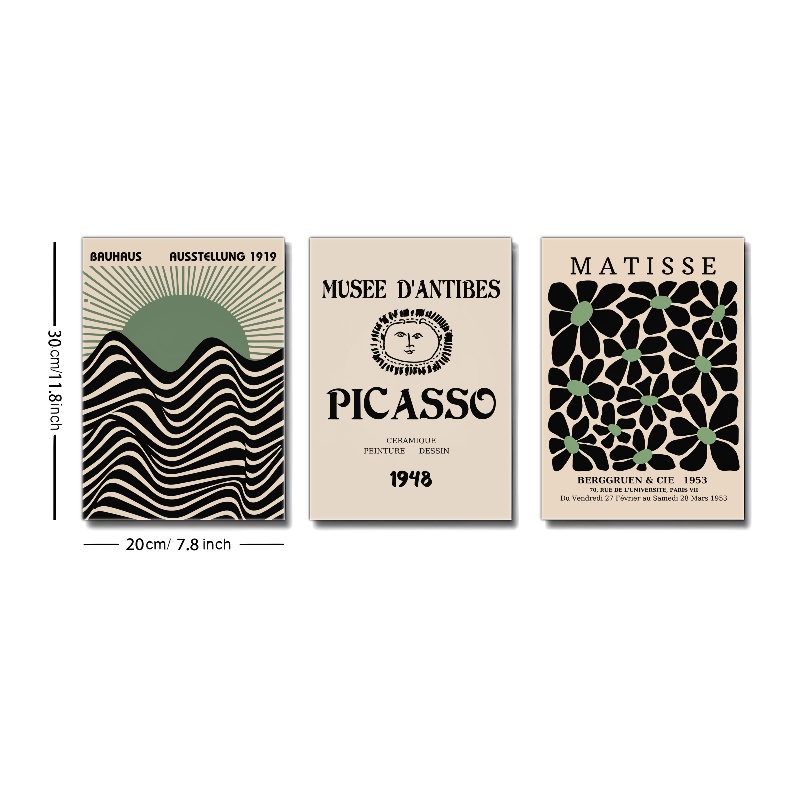 30cm/11.8inch
BAUHAUS AUSSTELLUNG 1919
20cm/ 7.8 inch
MUSEE D'ANTIBES
PICASSO
CERAMIQUE
PEINTURE DESSIN
1948
MATISSE
BERGGRUEN & CIE 1953
70, RUE DE L'UNIVERSITE, PARIS VII
Du Vendredi 27 Février au Samedi 28 Mars 1953